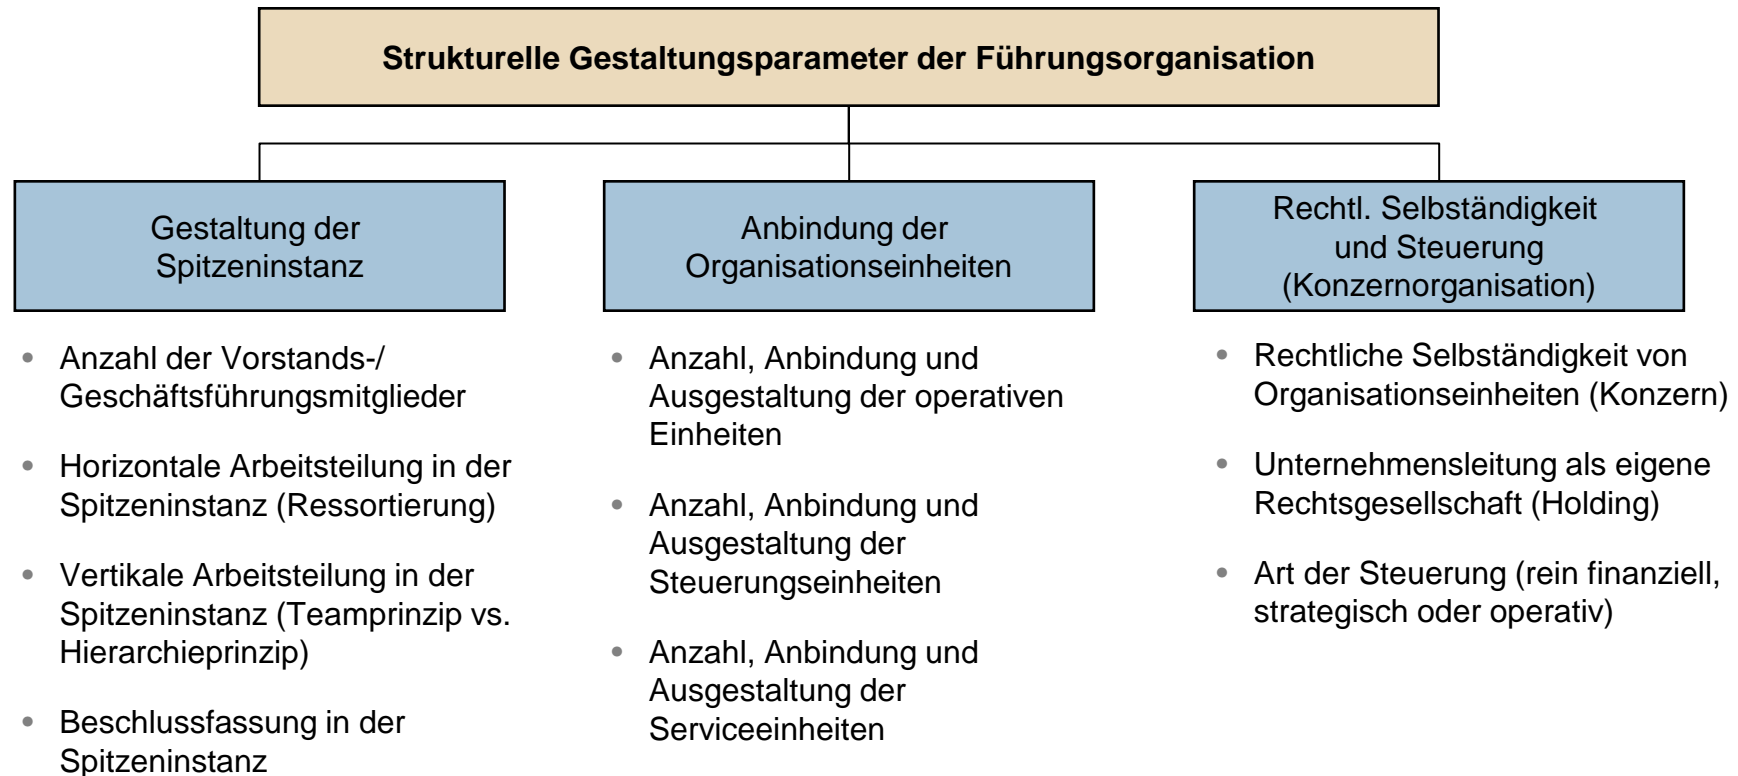 Strukturelle Gestaltungsparameter der Führungsorganisation
Gestaltung der
Spitzeninstanz
• Anzahl der Vorstands-/
Geschäftsführungsmitglieder
• Horizontale Arbeitsteilung in der
Spitzeninstanz (Ressortierung)
• Vertikale Arbeitsteilung in der
Spitzeninstanz (Teamprinzip vs.
Hierarchieprinzip)
• Beschlussfassung in der
Spitzeninstanz
Anbindung der
Organisationseinheiten
• Anzahl, Anbindung und
Ausgestaltung der operativen
Einheiten
• Anzahl, Anbindung und
Ausgestaltung der
Steuerungseinheiten
• Anzahl, Anbindung und
Ausgestaltung der
Serviceeinheiten
Rechtl. Selbständigkeit
und Steuerung
(Konzernorganisation)
• Rechtliche Selbständigkeit von
Organisationseinheiten (Konzern)
• Unternehmensleitung als eigene
Rechtsgesellschaft (Holding)
• Art der Steuerung (rein finanziell,
strategisch oder operativ)